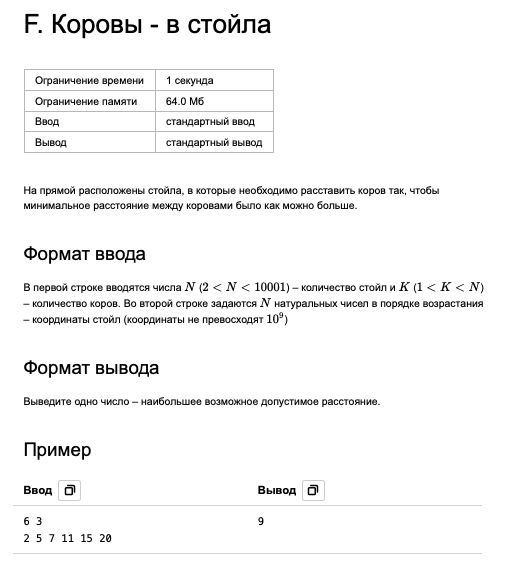 F. Коровы - в стойла
Ограничение времени 1 секунда
Ограничение памяти 64.0 Мб
Ввод стандартный ввод
Вывод стандартный вывод
На прямой расположены стойла, в которые необходимо расставить коров так, чтобы
минимальное расстояние между коровами было как можно больше.
Формат ввода
В первой строке вводятся числа N (2 < N < 10001) – количество стойл и K (1 < K < N)
– количество коров. Во второй строке задаются N натуральных чисел в порядке возрастания
– координаты стойл (координаты не превосходят 10⁹)
Формат вывода
Выведите одно число – наибольшее возможное допустимое расстояние.
Пример
Ввод Вывод
6 3 9
2 5 7 11 15 20